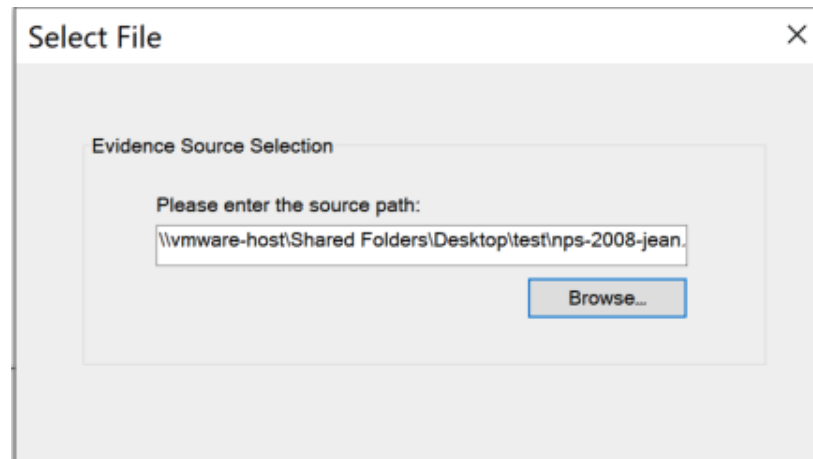 Select File
Evidence Source Selection
Please enter the source path:
\\vmware-host\Shared Folders\Desktop\test\nps-2008-jean.
Browse...